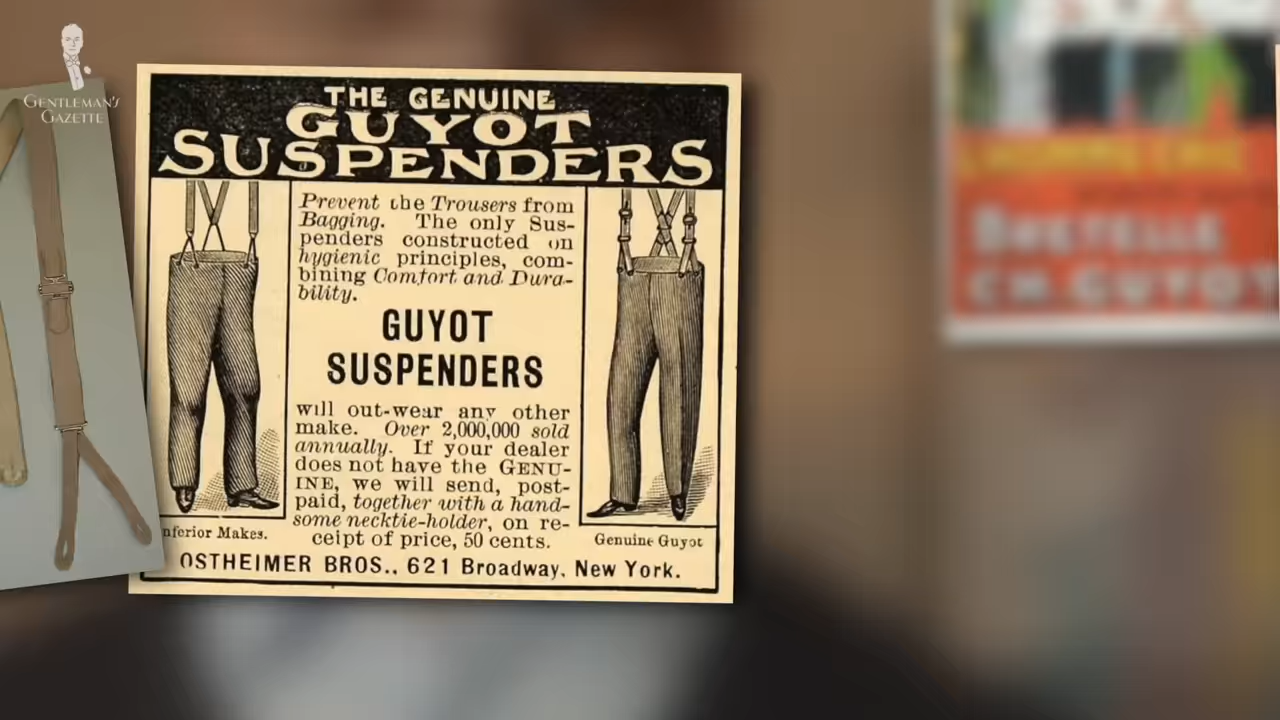 GENTLEMAN'S
GAZETTE
THE GENUINE
GUYOT
SUSPENDERS
Prevent the Trousers from
Bagging. The only Sus-
penders constructed on
hygienic principles, com-
bining Comfort and Dura-
bility.
GUYOT
SUSPENDERS
will out-wear any other
make. Over 2,000,000 sold
annually. If your dealer
does not have the GENU-
INE, we will send, post-
paid, together with a hand-
some necktie-holder, on re-
ceipt of price, 50 cents.
nferior Makes.
Genuine Guyot
OSTHEIMER BROS., 621 Broadway, New York.
BRETELLE
CH. GUYOT